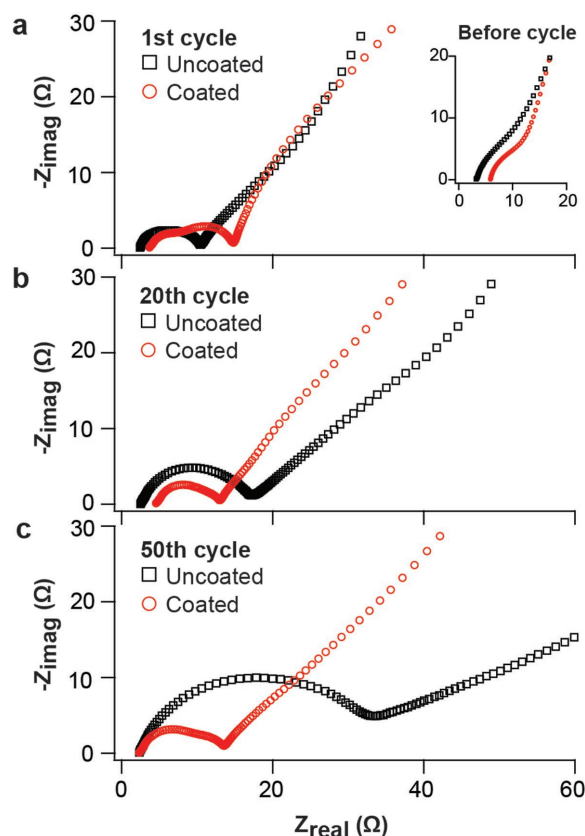 a
1st cycle
Uncoated
Coated
-Zimag (Ω)
30
20
10
0
Before cycle
20
10
0
0
10
20
b
20th cycle
Uncoated
Coated
-Zimag (Ω)
30
20
10
0
c
50th cycle
Uncoated
Coated
-Zimag (Ω)
30
20
10
0
0
20
40
60
Zreal (Ω)